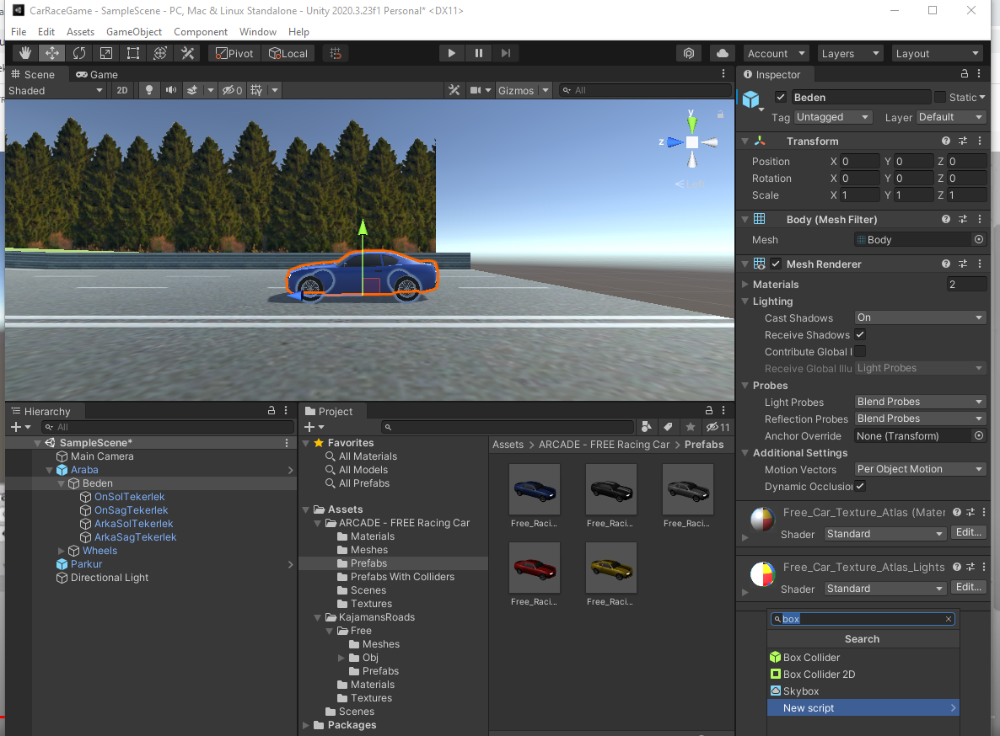 CarRaceGame - SampleScene - PC, Mac & Linux Standalone - Unity 2020.3.23f1 Personal* <DX11>
File Edit Assets GameObject Component Window Help
Pivot Local Account Layers Layout
Scene Game
Shaded 2D 0 Gizmos All
y
z
Left
Inspector
Beden Static
Tag Untagged Layer Default
Transform
Position X 0 Y 0 Z 0
Rotation X 0 Y 0 Z 0
Scale X 1 Y 1 Z 1
Body (Mesh Filter)
Mesh Body
Mesh Renderer
Materials 2
Lighting
Cast Shadows On
Receive Shadows
Contribute Global I
Receive Global Illu Light Probes
Probes
Light Probes Blend Probes
Reflection Probes Blend Probes
Anchor Override None (Transform)
Additional Settings
Motion Vectors Per Object Motion
Dynamic Occlusion
Free_Car_Texture_Atlas (Mater
Shader Standard Edit...
Free_Car_Texture_Atlas_Lights
Shader Standard Edit...
box
Search
Box Collider
Box Collider 2D
Skybox
New script
Hierarchy
All
SampleScene*
Main Camera
Araba
Beden
OnSolTekerlek
OnSagTekerlek
ArkaSolTekerlek
ArkaSagTekerlek
Wheels
Parkur
Directional Light
Project
11
Favorites
All Materials
All Models
All Prefabs
Assets
ARCADE - FREE Racing Car
Materials
Meshes
Prefabs
Prefabs With Colliders
Scenes
Textures
KajamansRoads
Free
Meshes
Obj
Prefabs
Materials
Textures
Scenes
Packages
Assets > ARCADE - FREE Racing Car > Prefabs
Free_Raci... Free_Raci... Free_Raci...
Free_Raci... Free_Raci...